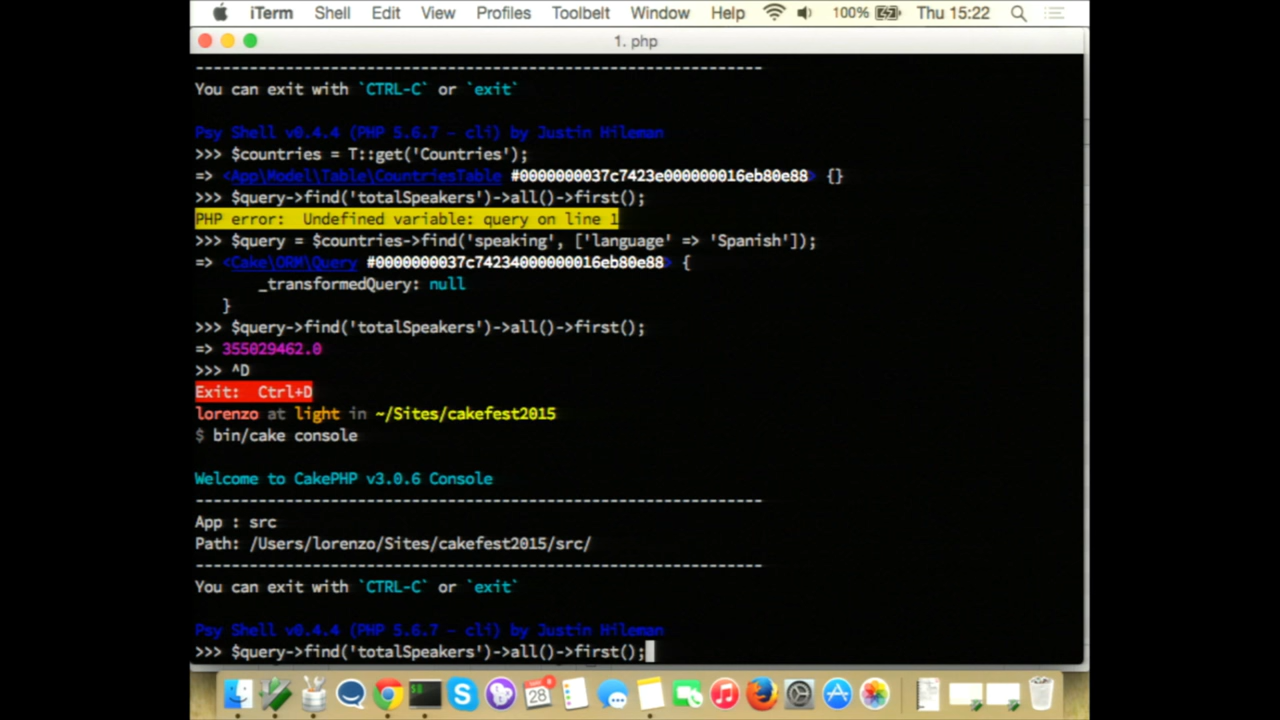 iTerm Shell Edit View Profiles Toolbelt Window Help 100% Thu 15:22
1. php
--------------------------------------------------------------
You can exit with `CTRL-C` or `exit`
Psy Shell v0.4.4 (PHP 5.6.7 – cli) by Justin Hileman
>>> $countries = T::get('Countries');
=> <App\Model\Table\CountriesTable #0000000037c7423e000000016eb80e88> {}
>>> $query->find('totalSpeakers')->all()->first();
PHP error:  Undefined variable: query on line 1
>>> $query = $countries->find('speaking', ['language' => 'Spanish']);
=> <Cake\ORM\Query #0000000037c74234000000016eb80e88> {
_transformedQuery: null
}
>>> $query->find('totalSpeakers')->all()->first();
=> 355029462.0
>>> ^D
Exit:  Ctrl+D
lorenzo at light in ~/Sites/cakefest2015
$ bin/cake console
Welcome to CakePHP v3.0.6 Console
--------------------------------------------------------------
App : src
Path: /Users/lorenzo/Sites/cakefest2015/src/
--------------------------------------------------------------
You can exit with `CTRL-C` or `exit`
Psy Shell v0.4.4 (PHP 5.6.7 – cli) by Justin Hileman
>>> $query->find('totalSpeakers')->all()->first();
28